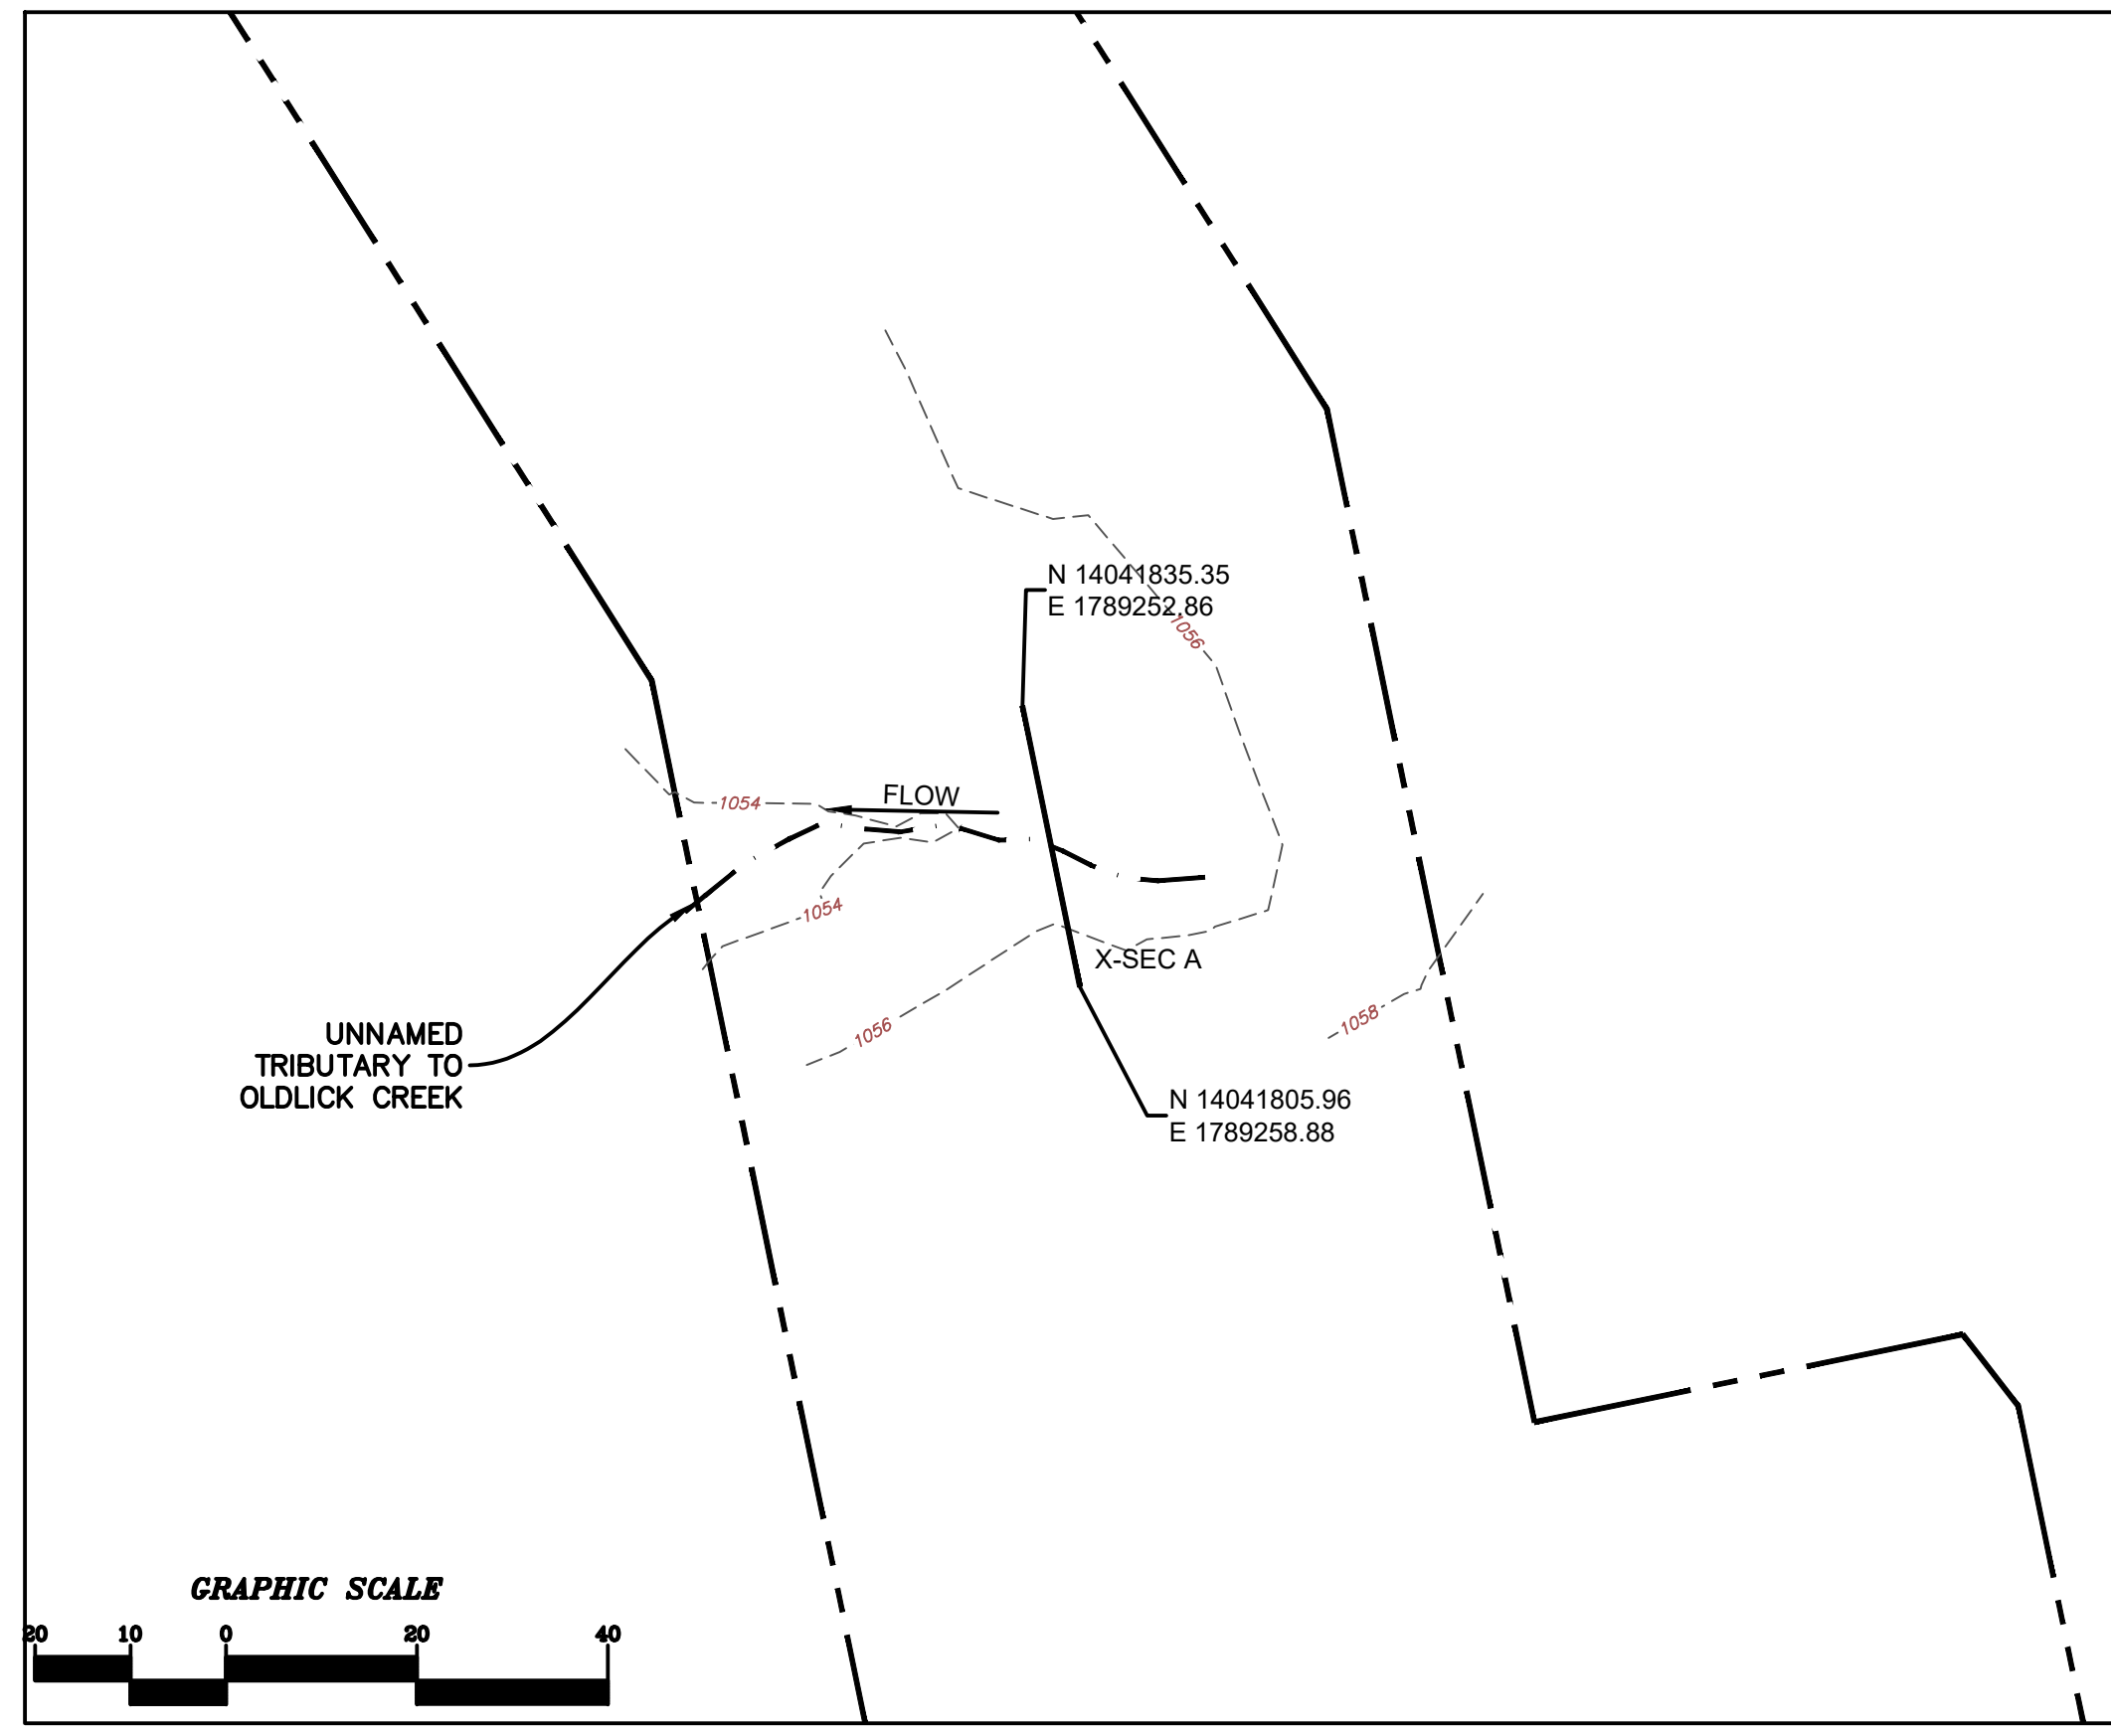 N 14041835.35
E 1789252.86
1056
FLOW
1054
1054
X-SEC A
1056
1058
UNNAMED
TRIBUTARY TO
OLDLICK CREEK
N 14041805.96
E 1789258.88
GRAPHIC SCALE
20 10 0 20 40